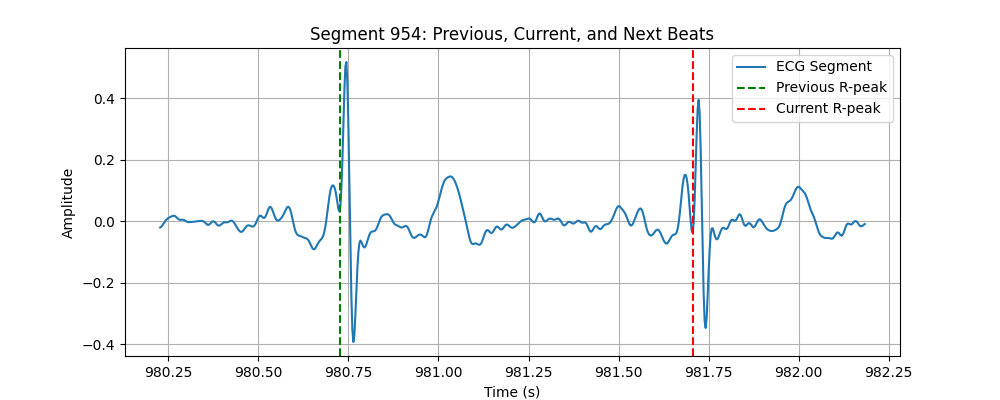 Segment 954: Previous, Current, and Next Beats
ECG Segment
Previous R-peak
Current R-peak
Amplitude
0.4
0.2
0.0
−0.2
−0.4
980.25 980.50 980.75 981.00 981.25 981.50 981.75 982.00 982.25
Time (s)